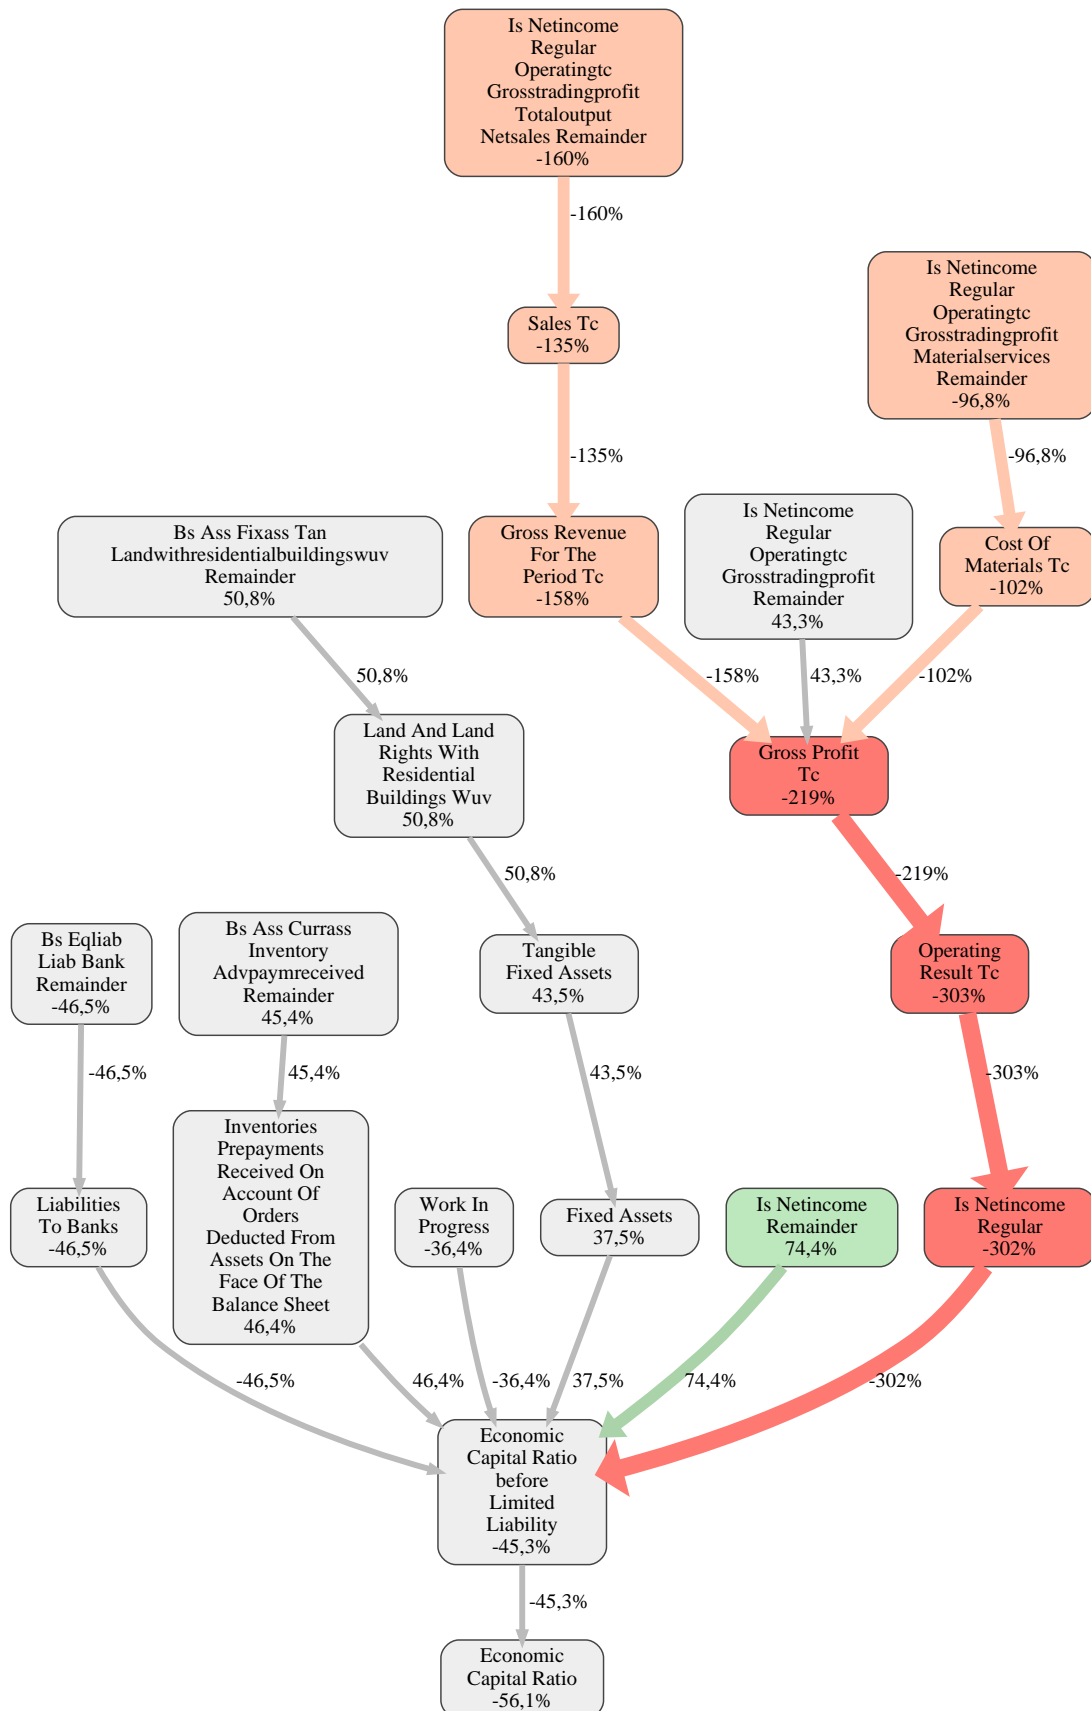 Is Netincome
Regular
Operatingtc
Grosstradingprofit
Totaloutput
Netsales Remainder
-160%
-160%
Sales Tc
-135%
Is Netincome
Regular
Operatingtc
Grosstradingprofit
Materialservices
Remainder
-96,8%
-135%
-96,8%
Bs Ass Fixass Tan
Landwithresidentialbuildingswuv
Remainder
50,8%
Gross Revenue
For The
Period Tc
-158%
Is Netincome
Regular
Operatingtc
Grosstradingprofit
Remainder
43,3%
Cost Of
Materials Tc
-102%
50,8%
-158%
43,3%
-102%
Land And Land
Rights With
Residential
Buildings Wuv
50,8%
Gross Profit
Tc
-219%
50,8%
-219%
Bs Eqliab
Liab Bank
Remainder
-46,5%
Bs Ass Currass
Inventory
Advpaymreceived
Remainder
45,4%
Tangible
Fixed Assets
43,5%
Operating
Result Tc
-303%
-46,5%
45,4%
43,5%
-303%
Liabilities
To Banks
-46,5%
Inventories
Prepayments
Received On
Account Of
Orders
Deducted From
Assets On The
Face Of The
Balance Sheet
46,4%
Work In
Progress
-36,4%
Fixed Assets
37,5%
Is Netincome
Remainder
74,4%
Is Netincome
Regular
-302%
-46,5%
46,4%
-36,4%
37,5%
74,4%
-302%
Economic
Capital Ratio
before
Limited
Liability
-45,3%
-45,3%
Economic
Capital Ratio
-56,1%